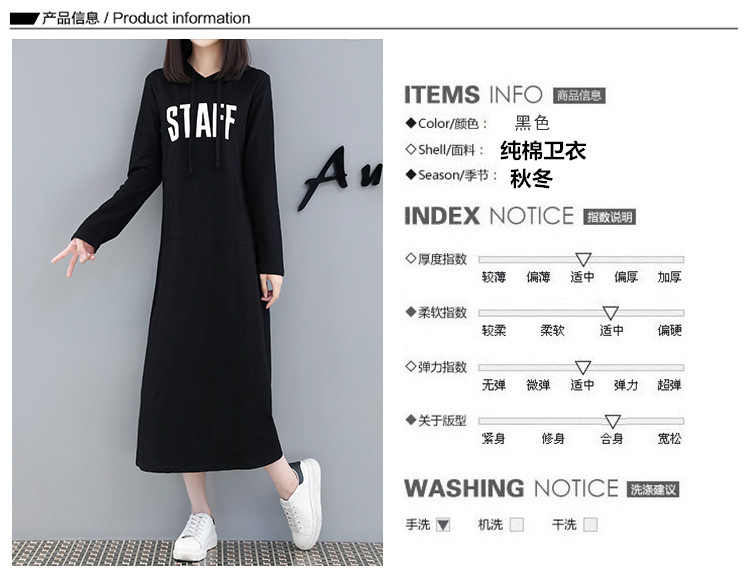 产品信息 / Product information
STAFF
Au
ITEMS INFO 商品信息
◆Color/颜色： 黑色
◇Shell/面料： 纯棉卫衣
◆Season/季节： 秋冬
INDEX NOTICE 指数说明
◇厚度指数
较薄 偏薄 适中 偏厚 加厚
◆柔软指数
较柔 柔软 适中 偏硬
◇弹力指数
无弹 微弹 适中 弹力 超弹
◆关于版型
紧身 修身 合身 宽松
WASHING NOTICE 洗涤建议
手洗 机洗 干洗